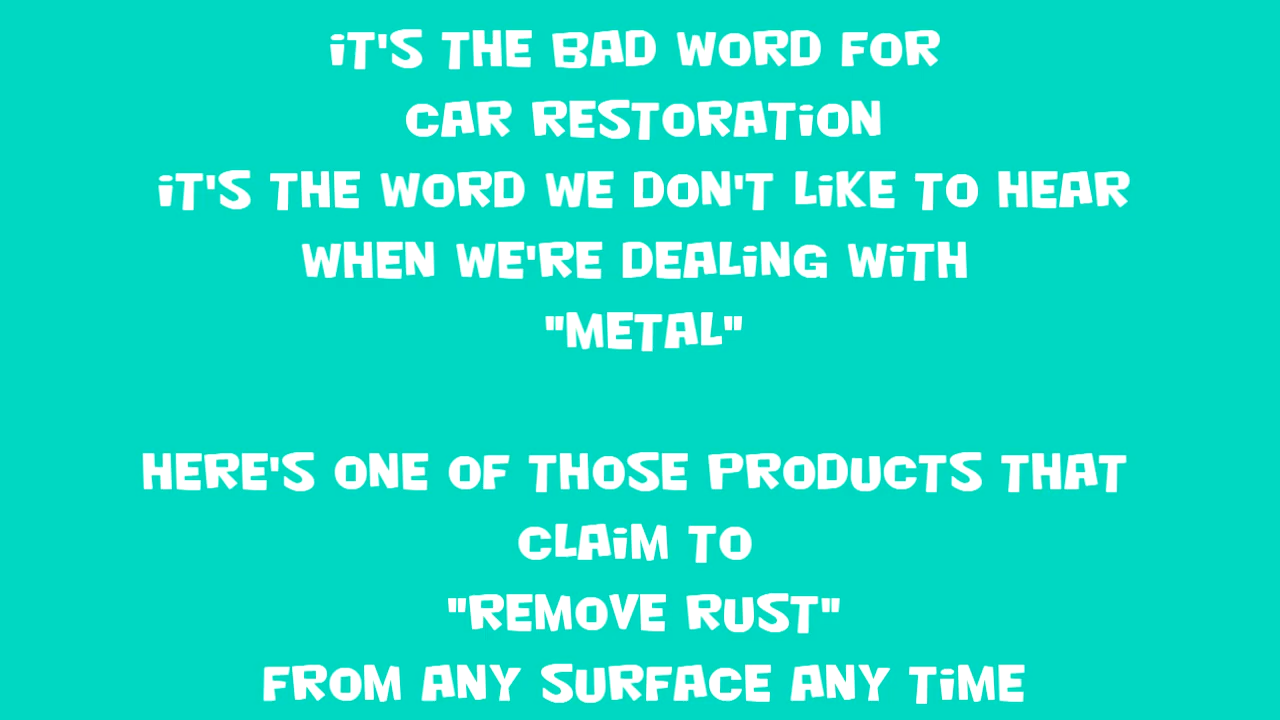 iT'S THE BAD WORD FOR
CAR RESTORATiON
iT'S THE WORD WE DON'T LiKE TO HEAR
WHEN WE'RE DEALiNG WiTH
"METAL"
HERE'S ONE OF THOSE PRODUCTS THAT
CLAiM TO
"REMOVE RUST"
FROM ANY SURFACE ANY TiME